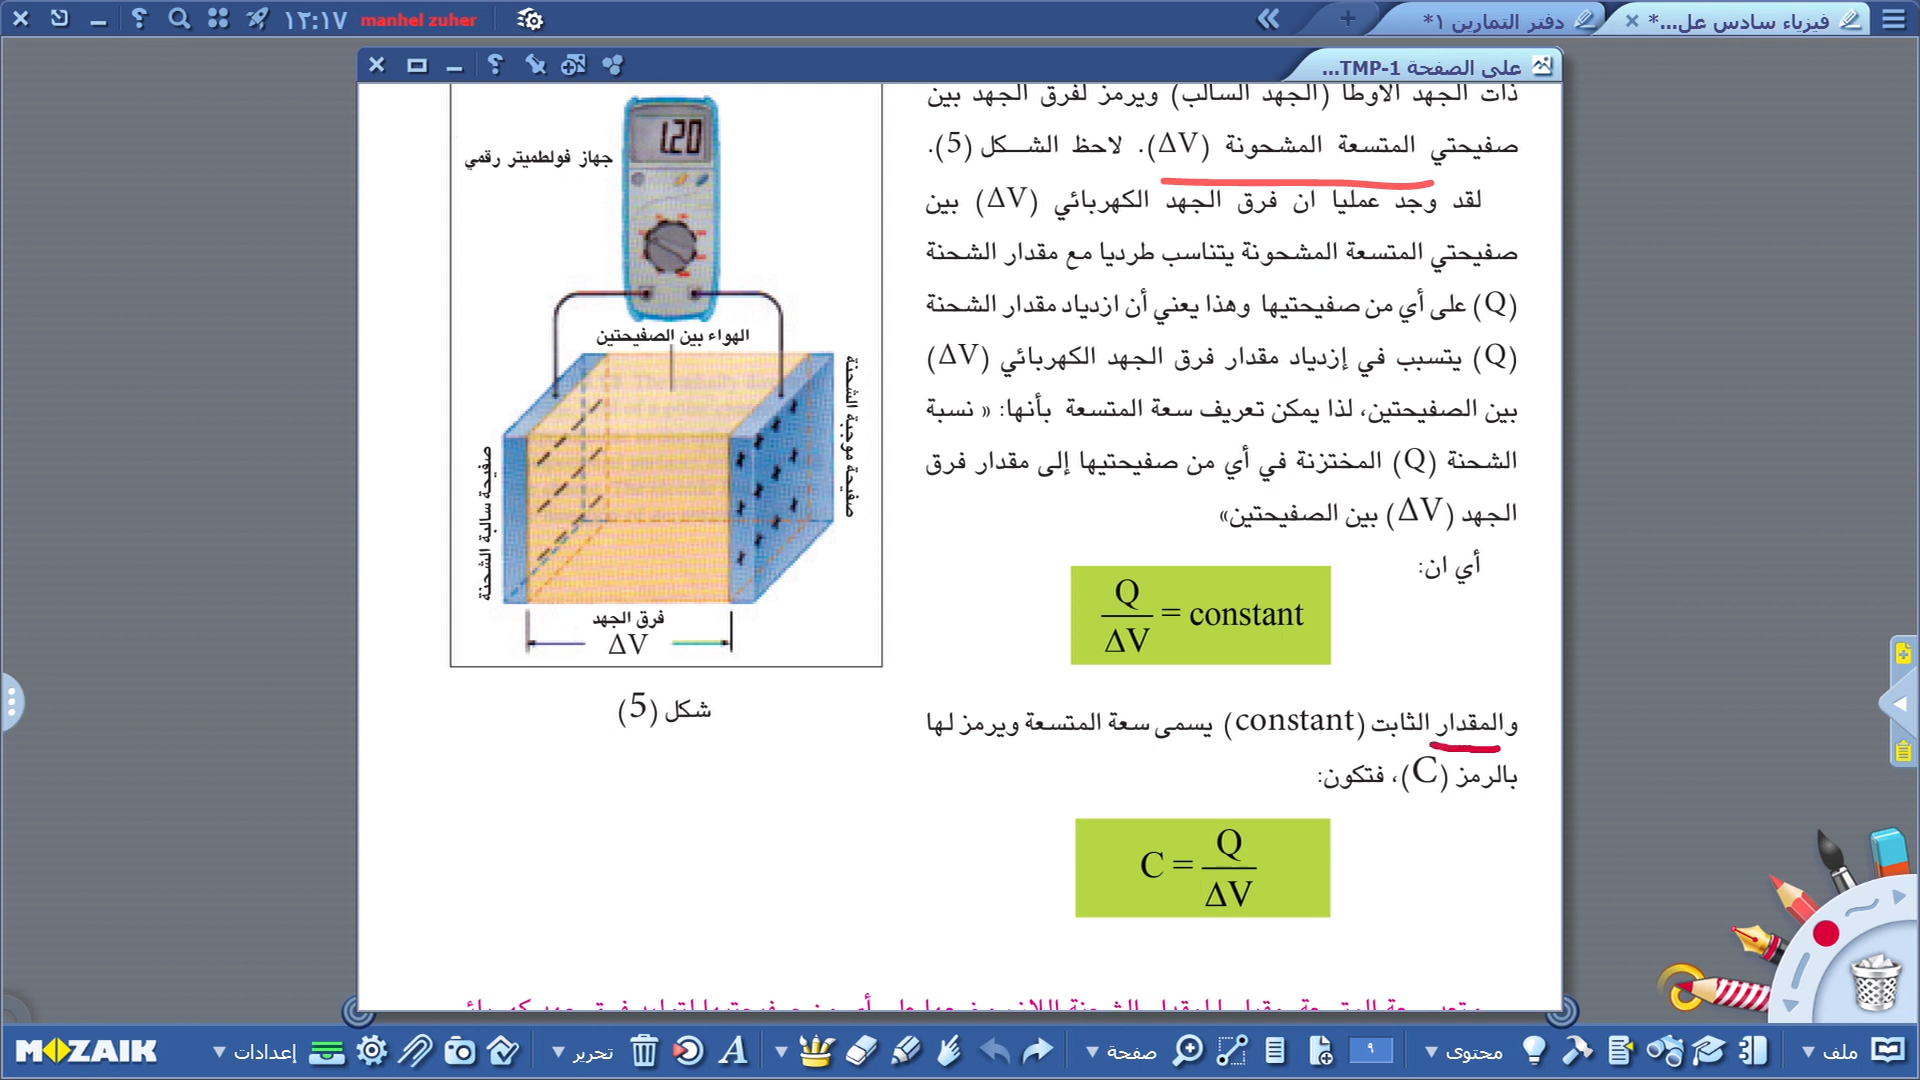 فيزياء سادس عل...*
دفتر التمارين ١*
manhel zuher
١٣:١٧
على الصفحة TMP-1...
ذات الجهد الأوطأ (الجهد السالب) ويرمز لفرق الجهد بين
صفيحتي المتسعة المشحونة (ΔV). لاحظ الشكل (5).
لقد وجد عمليا ان فرق الجهد الكهربائي (ΔV) بين
صفيحتي المتسعة المشحونة يتناسب طرديا مع مقدار الشحنة
(Q) على أي من صفيحتيها وهذا يعني أن ازدياد مقدار الشحنة
(Q) يتسبب في إزدياد مقدار فرق الجهد الكهربائي (ΔV)
بين الصفيحتين، لذا يمكن تعريف سعة المتسعة بأنها: « نسبة
الشحنة (Q) المختزنة في أي من صفيحتيها إلى مقدار فرق
الجهد (ΔV) بين الصفيحتين»
أي ان:
Q/ΔV = constant
والمقدار الثابت (constant) يسمى سعة المتسعة ويرمز لها
بالرمز (C)، فتكون:
C = Q/ΔV
1.20
جهاز فولطميتر رقمي
الهواء بين الصفيحتين
صفيحة موجبة الشحنة
صفيحة سالبة الشحنة
فرق الجهد
ΔV
شكل (5)
ملف
محتوى
٩
صفحة
تحرير
إعدادات
MOZAIK